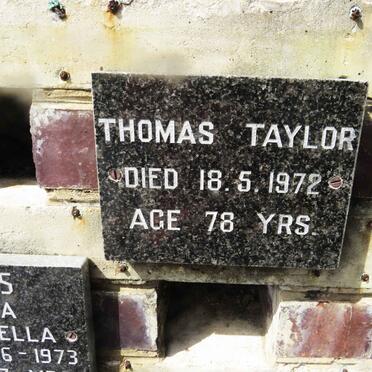 THOMAS TAYLOR
DIED 18.5.1972
AGE 78 YRS.
S
A
ELLA
6-1973